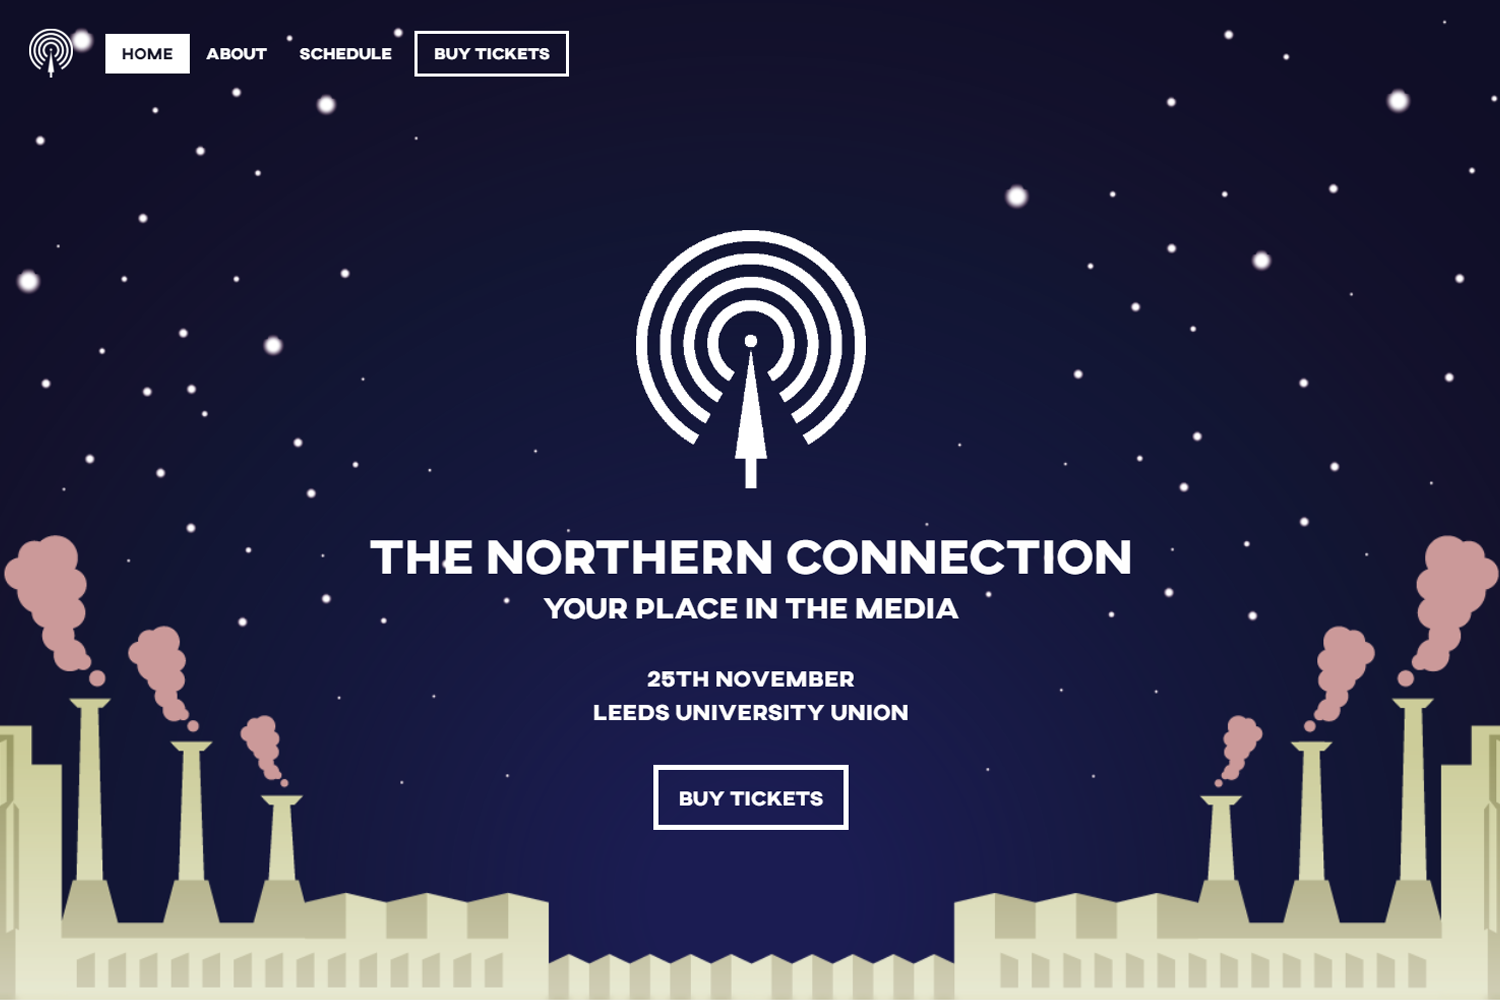 HOME
ABOUT
SCHEDULE
BUY TICKETS
THE NORTHERN CONNECTION
YOUR PLACE IN THE MEDIA
25TH NOVEMBER
LEEDS UNIVERSITY UNION
BUY TICKETS